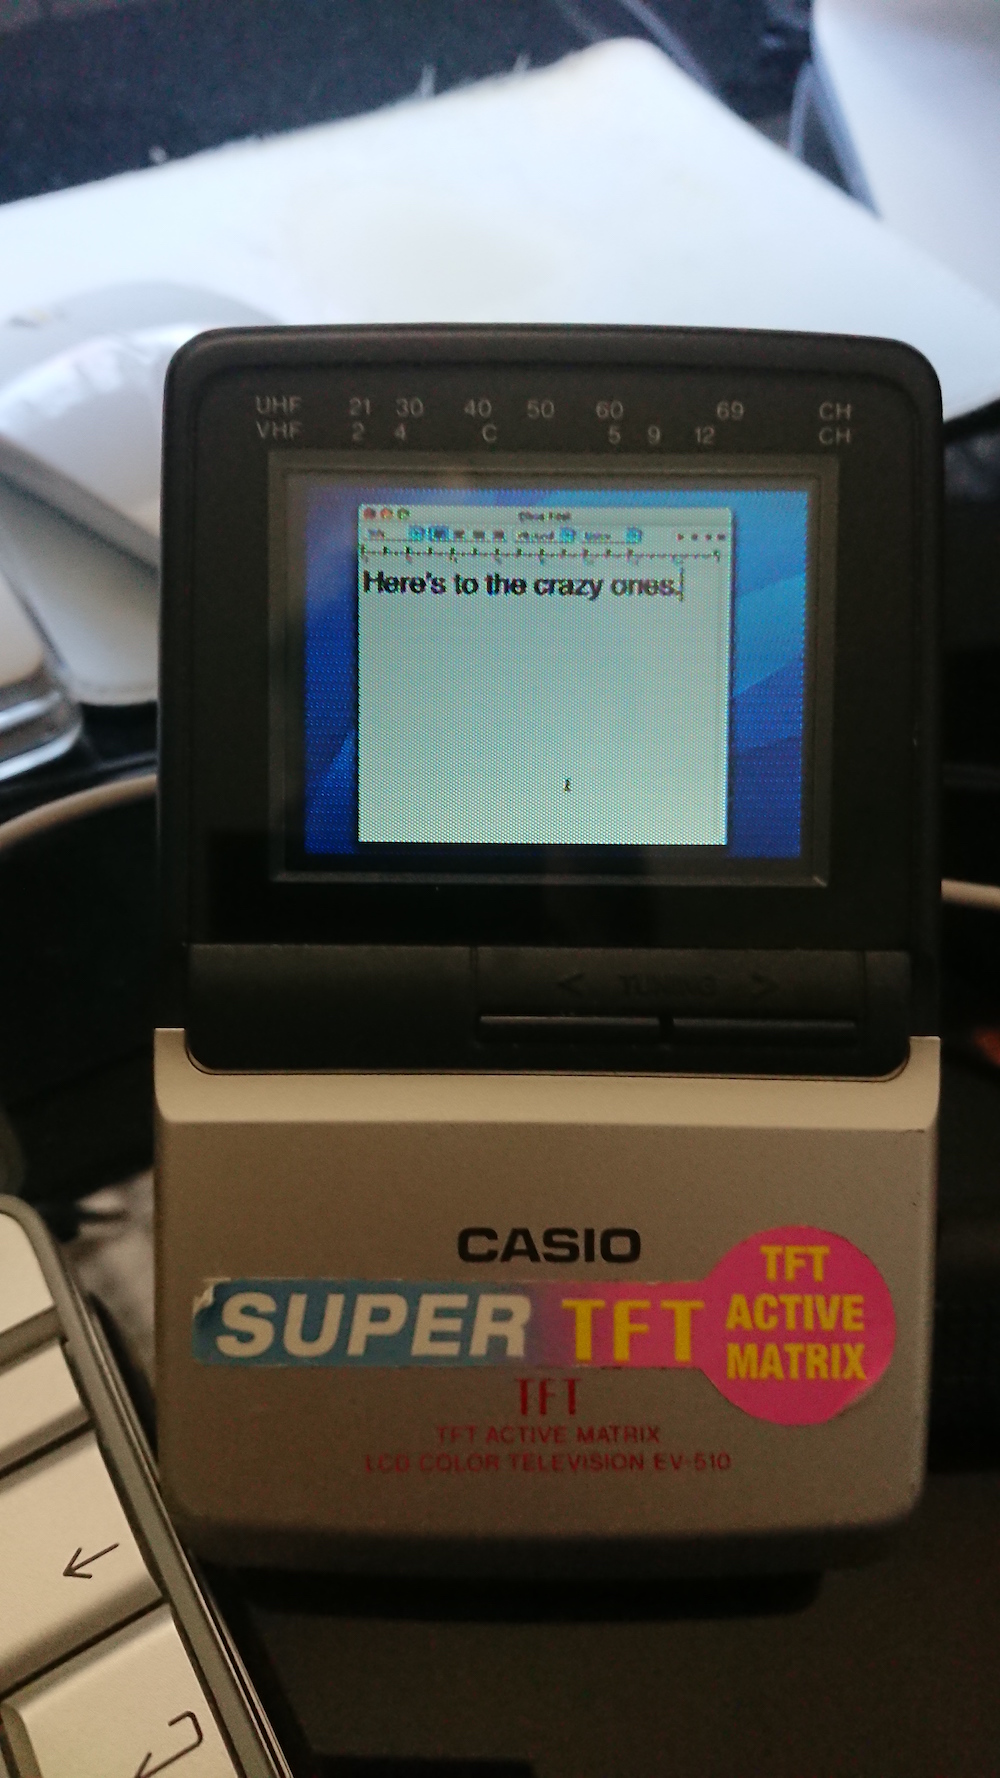 UHF 21 30 40 50 60 69 CH
VHF 2 4 C 5 9 12 CH
Here's to the crazy ones.
< TUNING >
CASIO
SUPER TFT
TFT
ACTIVE
MATRIX
TFT
TFT ACTIVE MATRIX
LCD COLOR TELEVISION EV-510